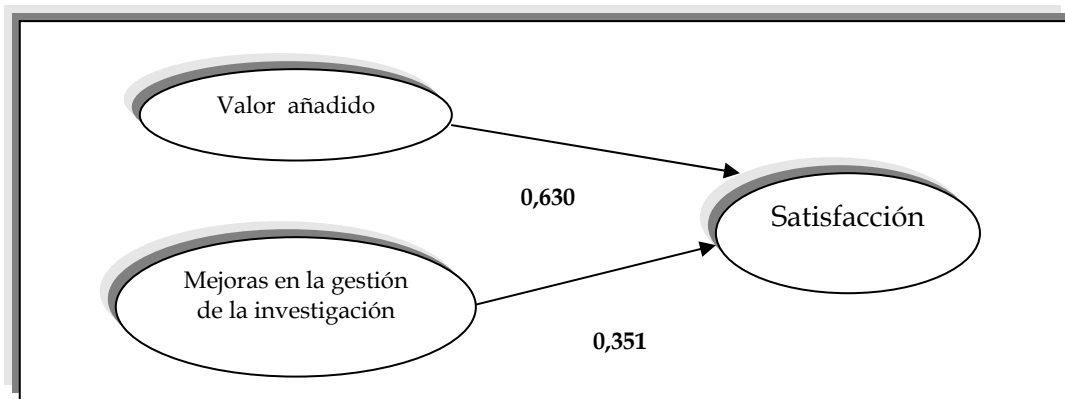 Valor añadido
0,630
Satisfacción
Mejoras en la gestión
de la investigación
0,351